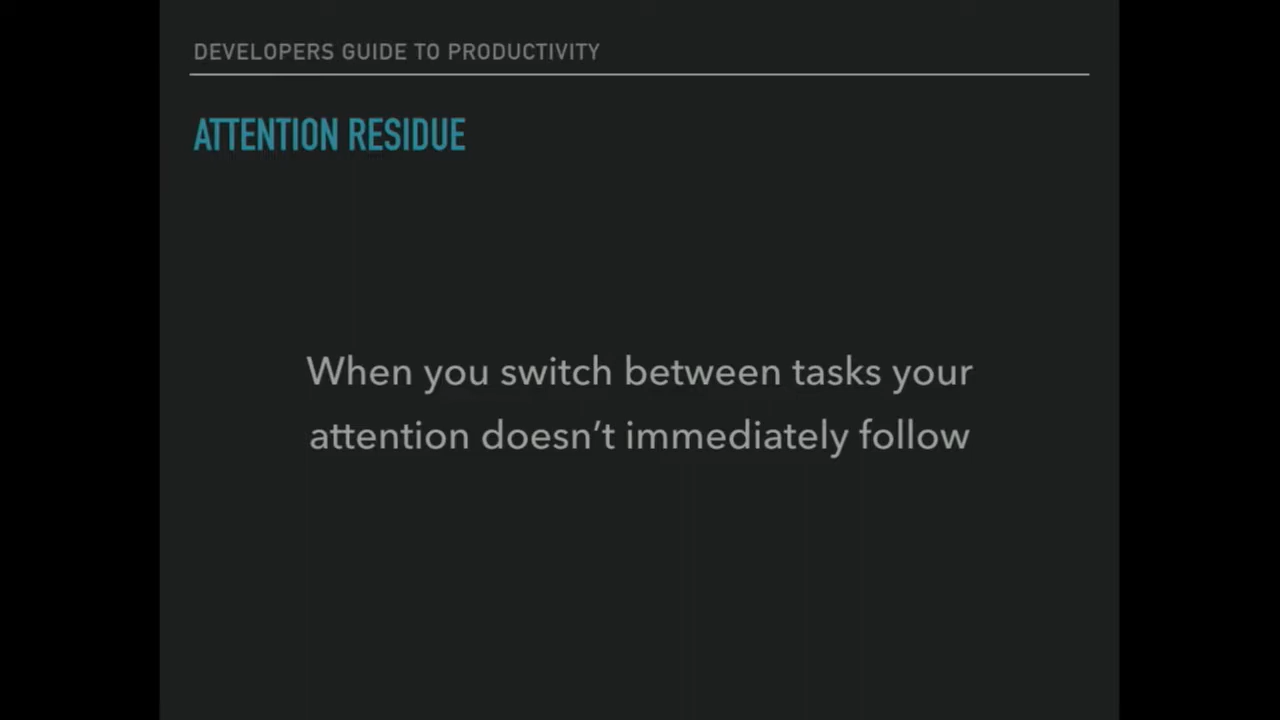 DEVELOPERS GUIDE TO PRODUCTIVITY
ATTENTION RESIDUE
When you switch between tasks your
attention doesn’t immediately follow